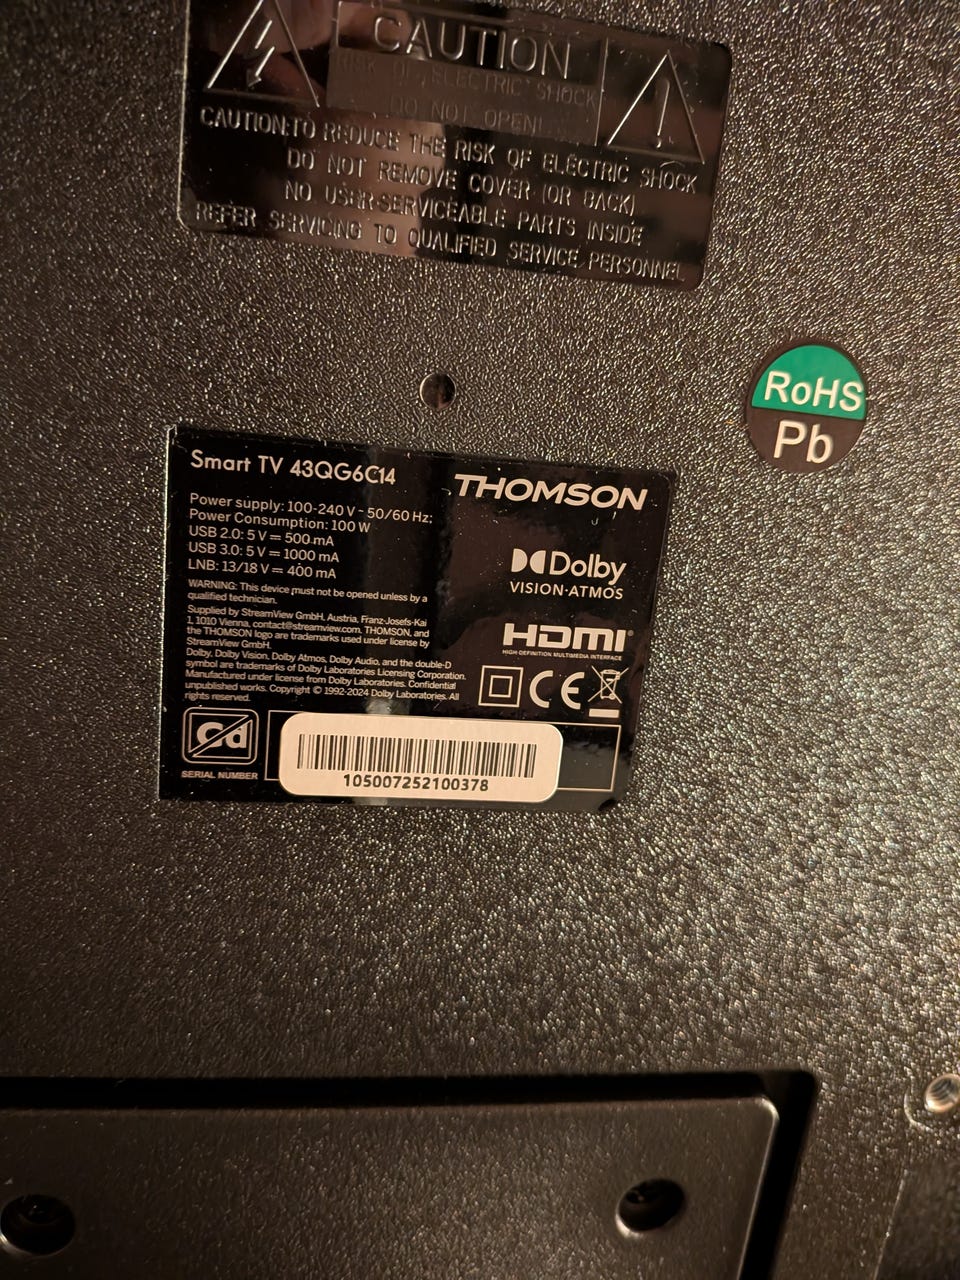 CAUTION
RISK OF ELECTRIC SHOCK
DO NOT OPEN!
CAUTION:TO REDUCE THE RISK OF ELECTRIC SHOCK
DO NOT REMOVE COVER (OR BACK)
NO USER-SERVICEABLE PARTS INSIDE
REFER SERVICING TO QUALIFIED SERVICE PERSONNEL
RoHS
Pb
Smart TV 43QG6C14
THOMSON
Power supply: 100-240 V ~ 50/60 Hz;
Power Consumption: 100 W
USB 2.0: 5 V ⎓ 500 mA
USB 3.0: 5 V ⎓ 1000 mA
LNB: 13/18 V ⎓ 400 mA
WARNING: This device must not be opened unless by a
qualified technician.
Supplied by StreamView GmbH, Austria, Franz-Josefs-Kai
1, 1010 Vienna, contact@streamview.com. THOMSON, and
the THOMSON logo are trademarks used under license by
StreamView GmbH.
Dolby, Dolby Vision, Dolby Atmos, Dolby Audio, and the double-D
symbol are trademarks of Dolby Laboratories Licensing Corporation.
Manufactured under license from Dolby Laboratories. Confidential
unpublished works. Copyright © 1992-2024 Dolby Laboratories. All
rights reserved.
Dolby
VISION·ATMOS
HDMI®
HIGH-DEFINITION MULTIMEDIA INTERFACE
CE
Cd
SERIAL NUMBER
105007252100378